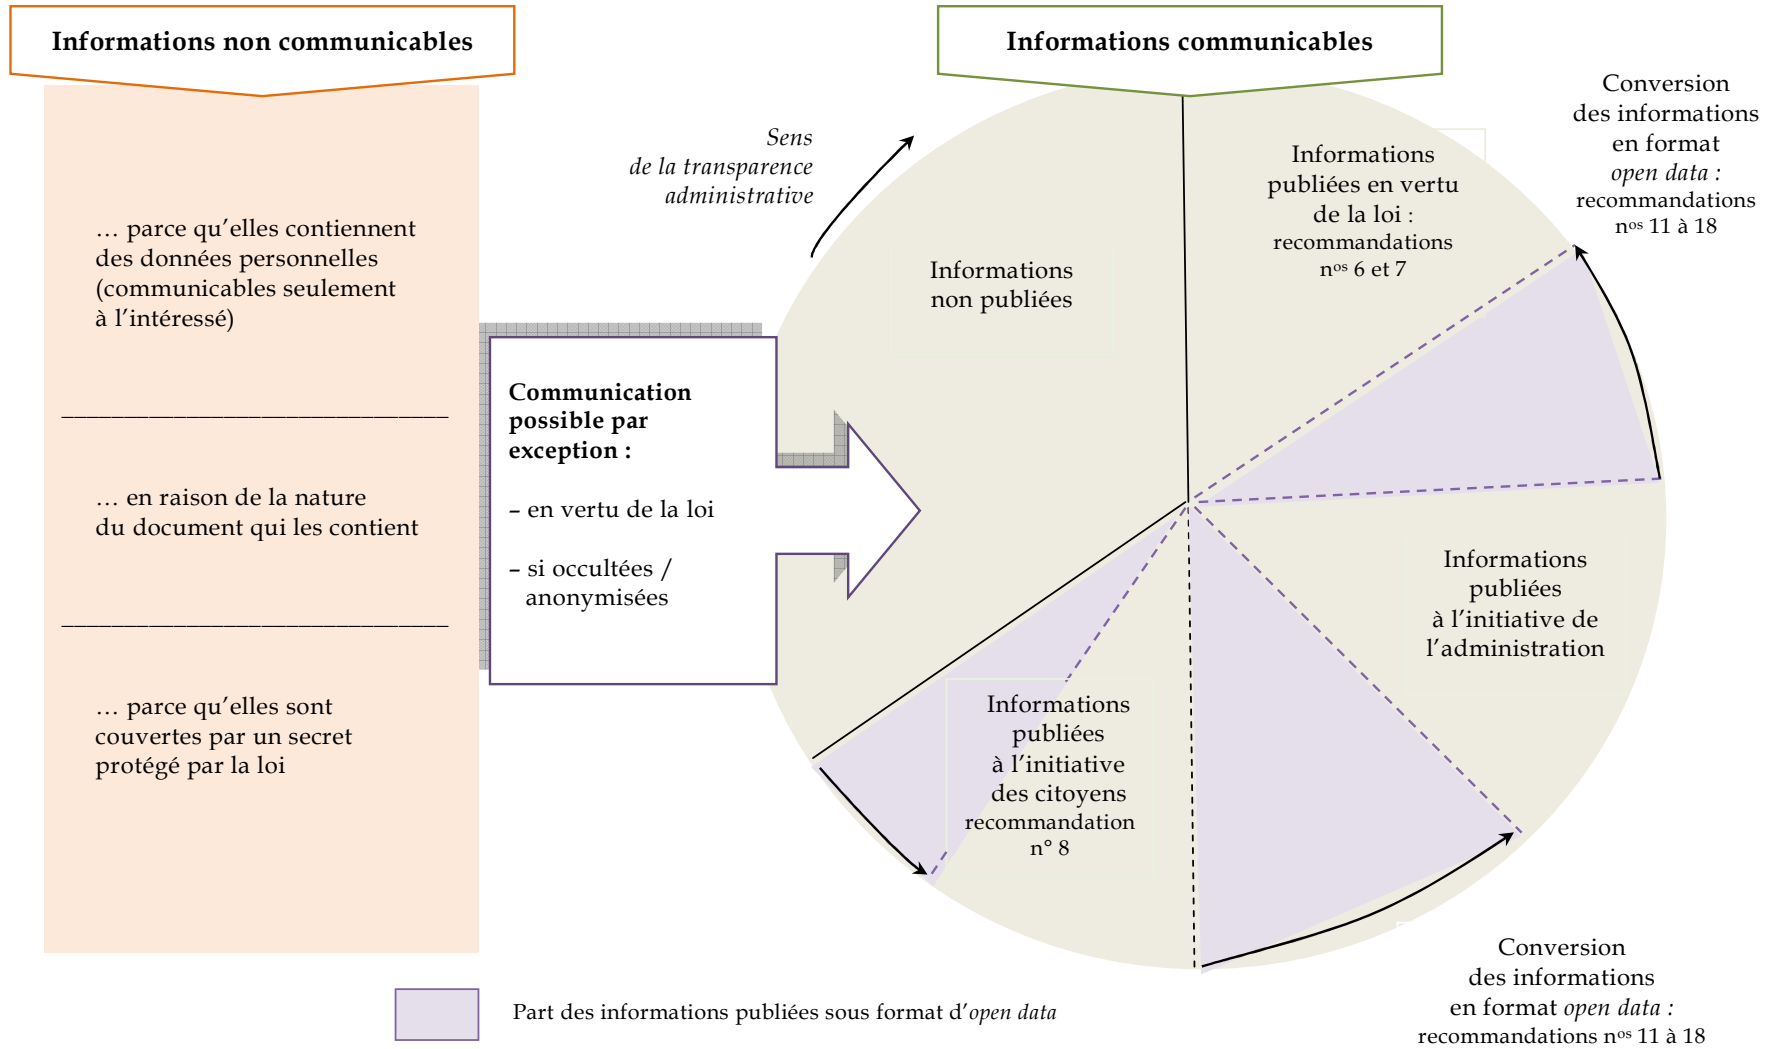 Informations non communicables
… parce qu’elles contiennent
des données personnelles
(communicables seulement
à l’intéressé)
… en raison de la nature
du document qui les contient
… parce qu’elles sont
couvertes par un secret
protégé par la loi
Communication
possible par
exception :
– en vertu de la loi
– si occultées /
anonymisées
Informations communicables
Sens
de la transparence
administrative
Informations
non publiées
Informations
publiées en vertu
de la loi :
recommandations
nos 6 et 7
Conversion
des informations
en format
open data :
recommandations
nos 11 à 18
Informations
publiées
à l’initiative de
l’administration
Informations
publiées
à l’initiative
des citoyens
recommandation
n° 8
Conversion
des informations
en format open data :
recommandations nos 11 à 18
Part des informations publiées sous format d’open data